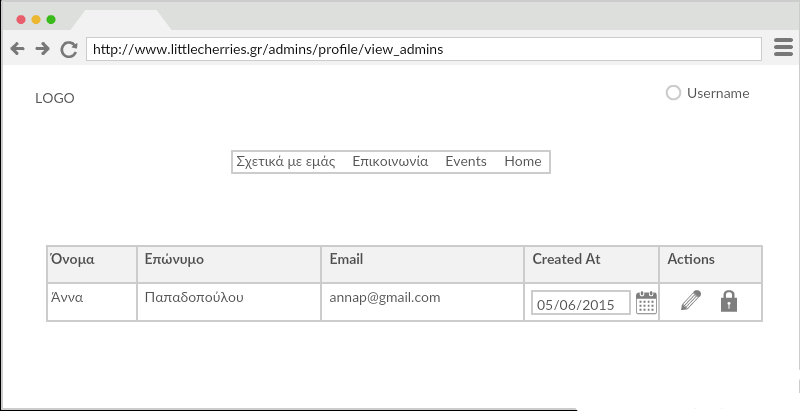 http://www.littlecherries.gr/admins/profile/view_admins
LOGO
Username
Σχετικά με εμάς Επικοινωνία Events Home
Όνομα Επώνυμο Email Created At Actions
Άννα Παπαδοπούλου annap@gmail.com 05/06/2015